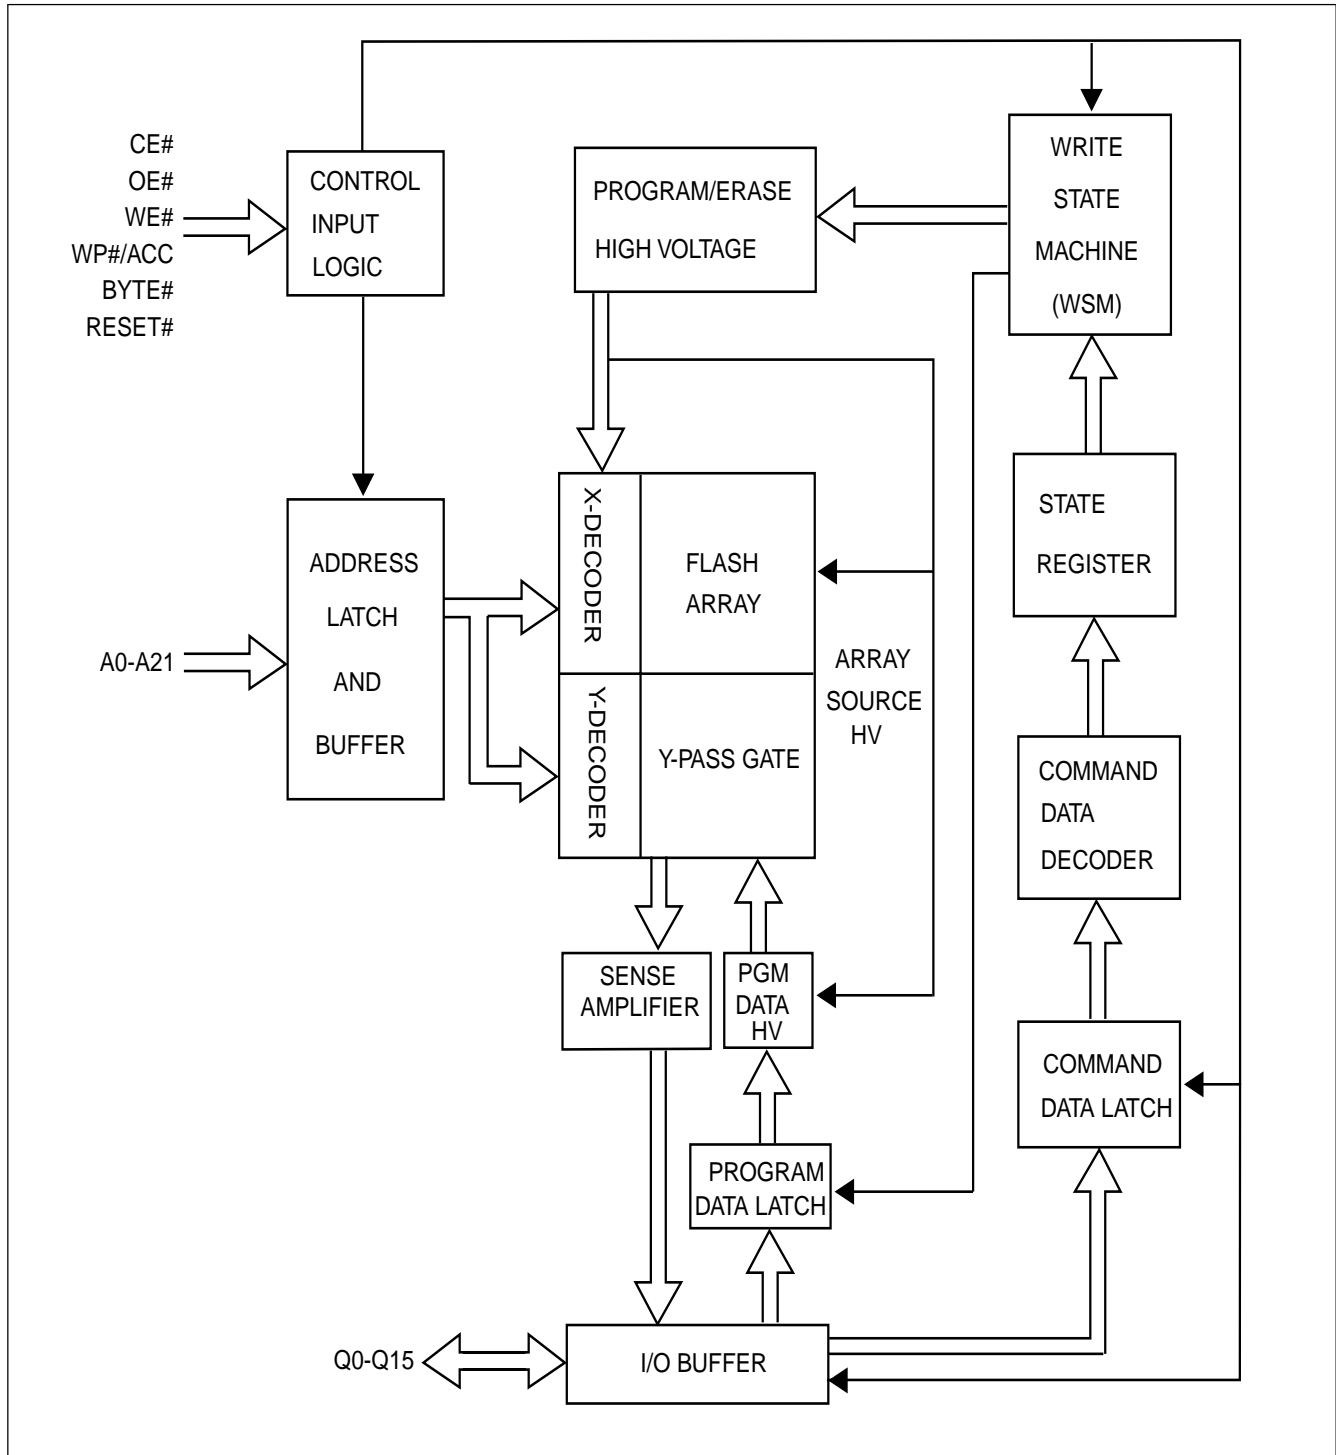 CE#
OE#
WE#
WP#/ACC
BYTE#
RESET#
CONTROL
INPUT
LOGIC
PROGRAM/ERASE
HIGH VOLTAGE
WRITE
STATE
MACHINE
(WSM)
STATE
REGISTER
A0-A21
ADDRESS
LATCH
AND
BUFFER
X-DECODER
FLASH
ARRAY
Y-DECODER
Y-PASS GATE
ARRAY
SOURCE
HV
COMMAND
DATA
DECODER
SENSE
AMPLIFIER
PGM
DATA
HV
COMMAND
DATA LATCH
PROGRAM
DATA LATCH
Q0-Q15
I/O BUFFER